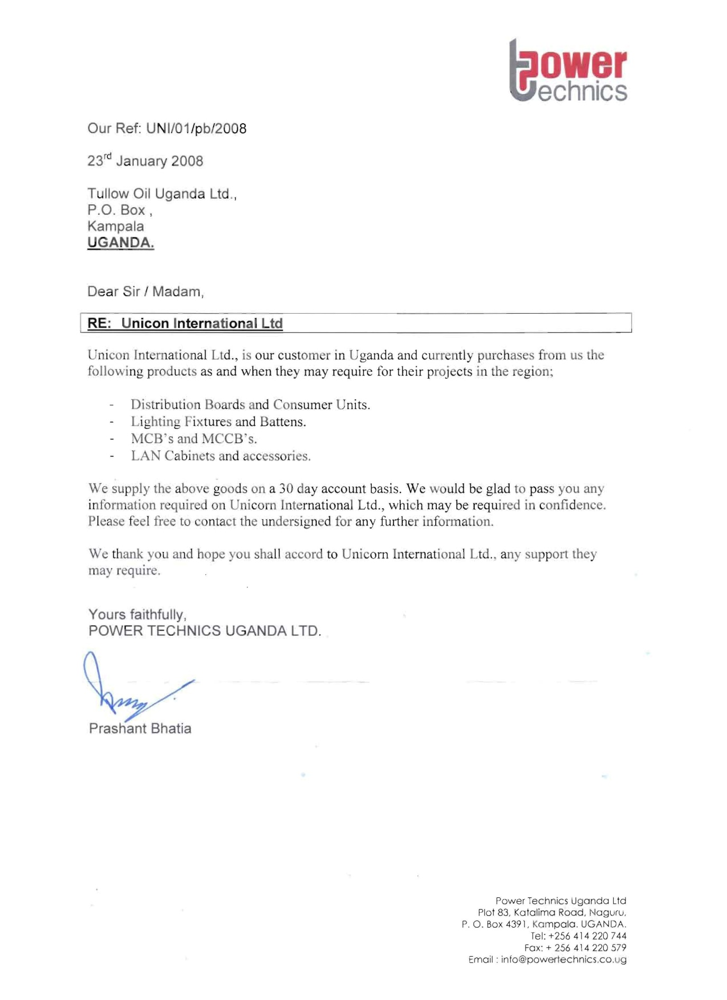 power
technics
Our Ref: UNI/01/pb/2008
23rd January 2008
Tullow Oil Uganda Ltd.,
P.O. Box ,
Kampala
UGANDA.
Dear Sir / Madam,
RE: Unicon International Ltd
Unicon International Ltd., is our customer in Uganda and currently purchases from us the
following products as and when they may require for their projects in the region;
- Distribution Boards and Consumer Units.
- Lighting Fixtures and Battens.
- MCB's and MCCB's.
- LAN Cabinets and accessories.
We supply the above goods on a 30 day account basis. We would be glad to pass you any
information required on Unicorn International Ltd., which may be required in confidence.
Please feel free to contact the undersigned for any further information.
We thank you and hope you shall accord to Unicorn International Ltd., any support they
may require.
Yours faithfully,
POWER TECHNICS UGANDA LTD.
Prashant Bhatia
Power Technics Uganda Ltd
Plot 83, Katalima Road, Naguru,
P. O. Box 4391, Kampala. UGANDA.
Tel: +256 414 220 744
Fax: + 256 414 220 579
Email : info@powertechnics.co.ug